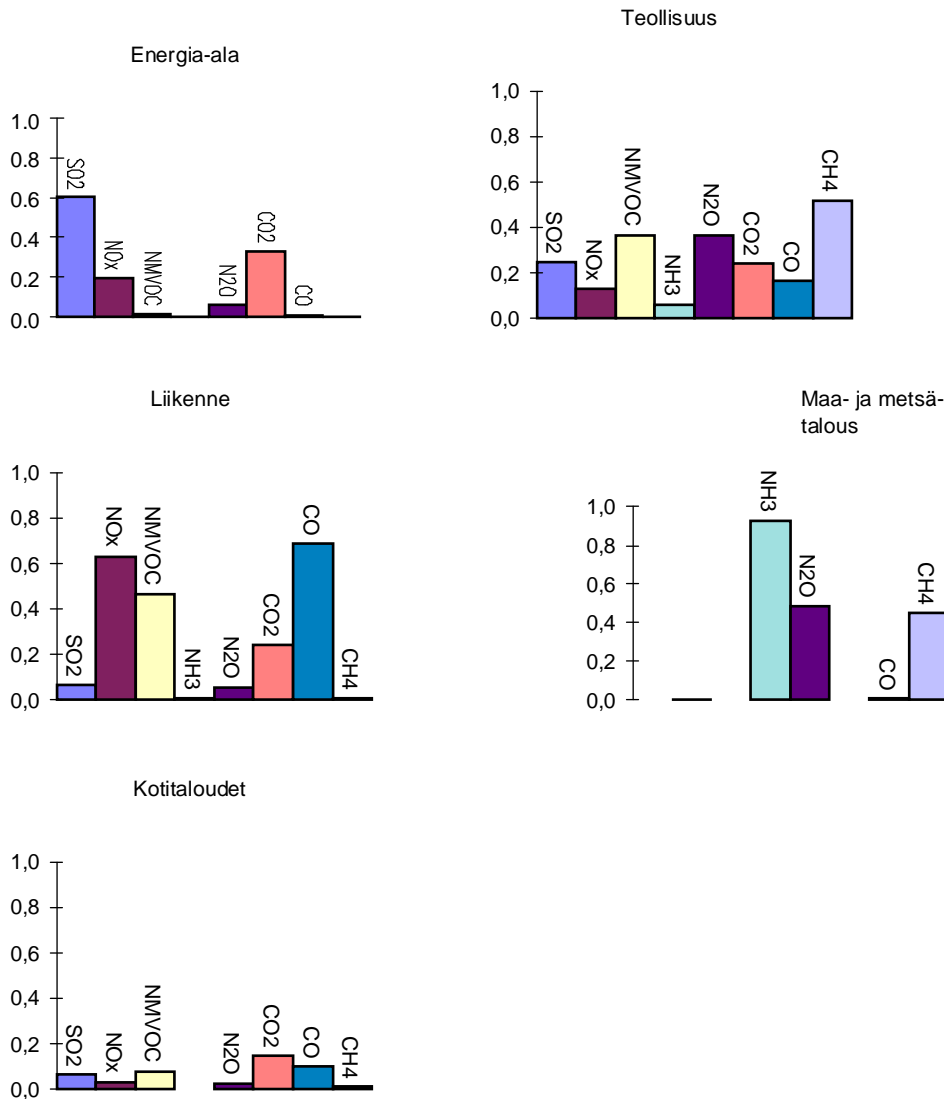 Energia-ala
1.0
0.8
0.6
0.4
0.2
0.0
SO2
NOx
NMVOC
N2O
CO2
CO
Teollisuus
1,0
0,8
0,6
0,4
0,2
0,0
SO2
NOx
NMVOC
NH3
N2O
CO2
CO
CH4
Liikenne
1,0
0,8
0,6
0,4
0,2
0,0
SO2
NOx
NMVOC
NH3
N2O
CO2
CO
CH4
Maa- ja metsä-
talous
1,0
0,8
0,6
0,4
0,2
0,0
NH3
N2O
CO
CH4
Kotitaloudet
1,0
0,8
0,6
0,4
0,2
0,0
SO2
NOx
NMVOC
N2O
CO2
CO
CH4